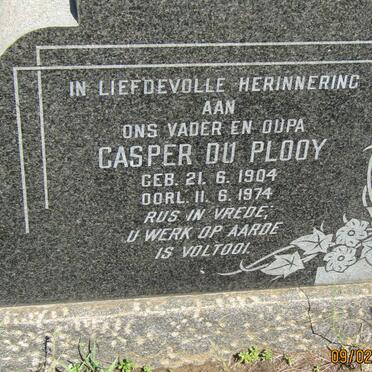 IN LIEFDEVOLLE HERINNERING
AAN
ONS VADER EN OUPA
CASPER DU PLOOY
GEB. 21. 6. 1904
OORL. 11. 6. 1974
RUS IN VREDE,
U WERK OP AARDE
IS VOLTOOI.
09/02